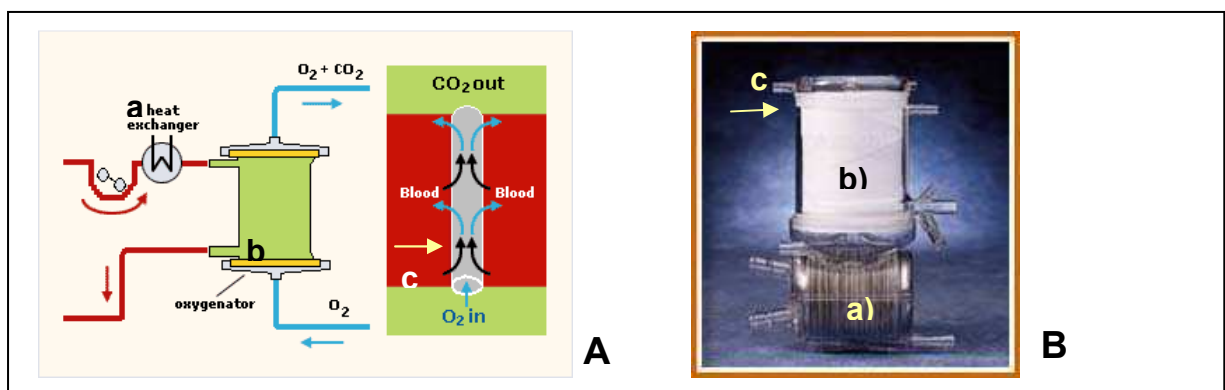 O₂ + CO₂
a heat
exchanger
b
oxygenator
O₂
CO₂ out
Blood Blood
c
O₂ in
A
c
b)
a)
B